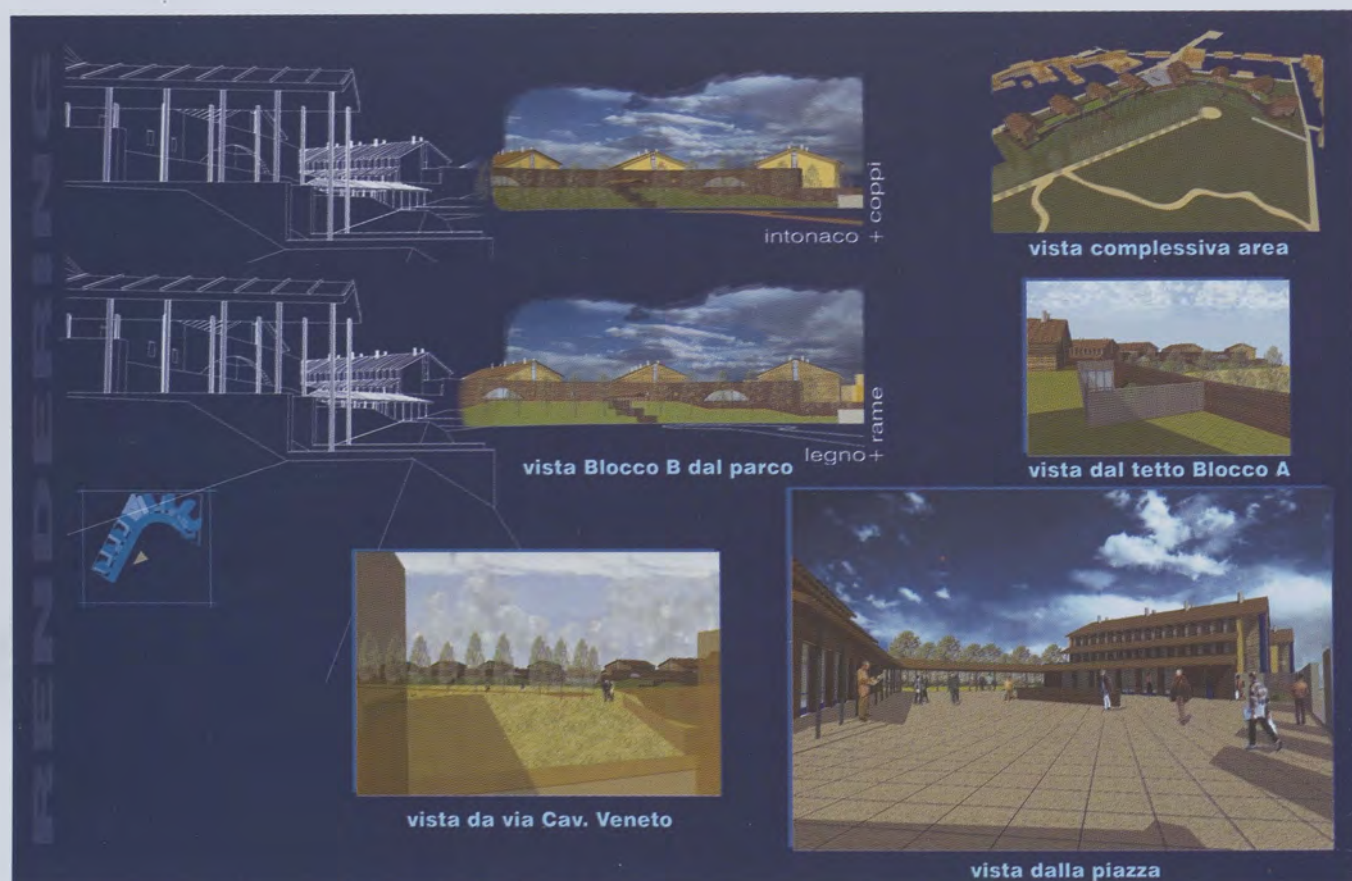 RENDERING
intonaco + coppi
vista complessiva area
legno + rame
vista Blocco B dal parco
vista dal tetto Blocco A
vista da via Cav. Veneto
vista dalla piazza